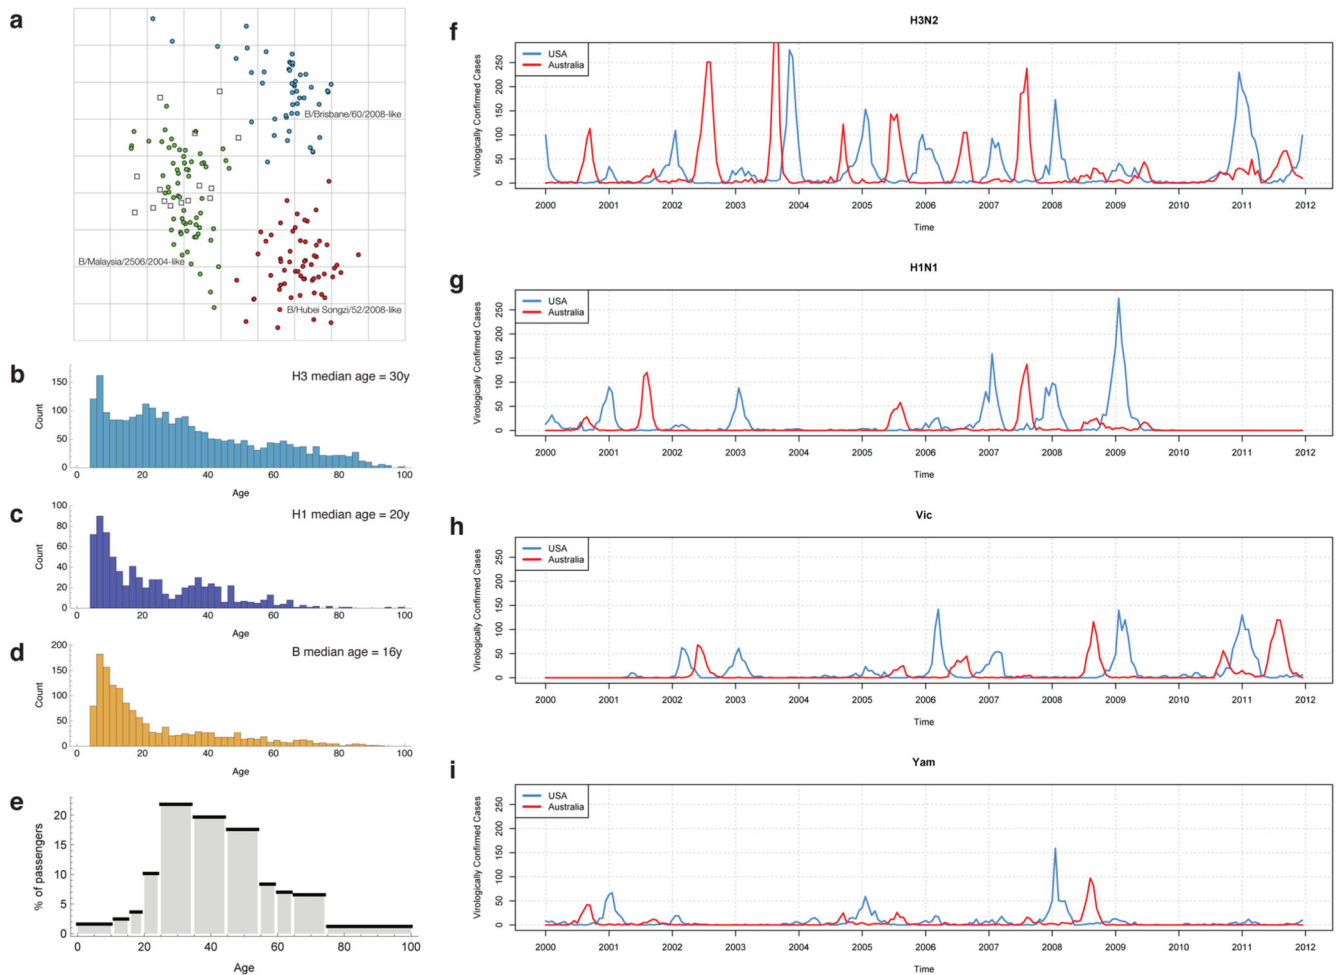 a
B/Brisbane/60/2008-like
B/Malaysia/2506/2004-like
B/Hubei Songzi/52/2008-like
b
H3 median age = 30y
Count
150
100
50
0
0 20 40 60 80 100
Age
c
H1 median age = 20y
Count
100
80
60
40
20
0
0 20 40 60 80 100
Age
d
B median age = 16y
Count
200
150
100
50
0
0 20 40 60 80 100
Age
e
% of passengers
20
15
10
5
0
0 20 40 60 80 100
Age
f
H3N2
USA
Australia
Virologically Confirmed Cases
250
200
150
100
50
0
2000 2001 2002 2003 2004 2005 2006 2007 2008 2009 2010 2011 2012
Time
g
H1N1
USA
Australia
Virologically Confirmed Cases
250
200
150
100
50
0
2000 2001 2002 2003 2004 2005 2006 2007 2008 2009 2010 2011 2012
Time
h
Vic
USA
Australia
Virologically Confirmed Cases
250
200
150
100
50
0
2000 2001 2002 2003 2004 2005 2006 2007 2008 2009 2010 2011 2012
Time
i
Yam
USA
Australia
Virologically Confirmed Cases
250
200
150
100
50
0
2000 2001 2002 2003 2004 2005 2006 2007 2008 2009 2010 2011 2012
Time